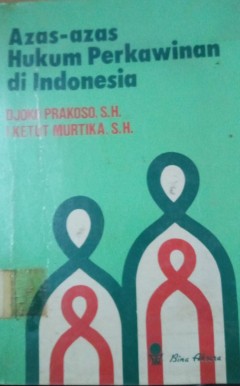 Azas-azas
Hukum Perkawinan
di Indonesia
DJOKO PRAKOSO, S.H.
I KETUT MURTIKA, S.H.
Bina Aksara